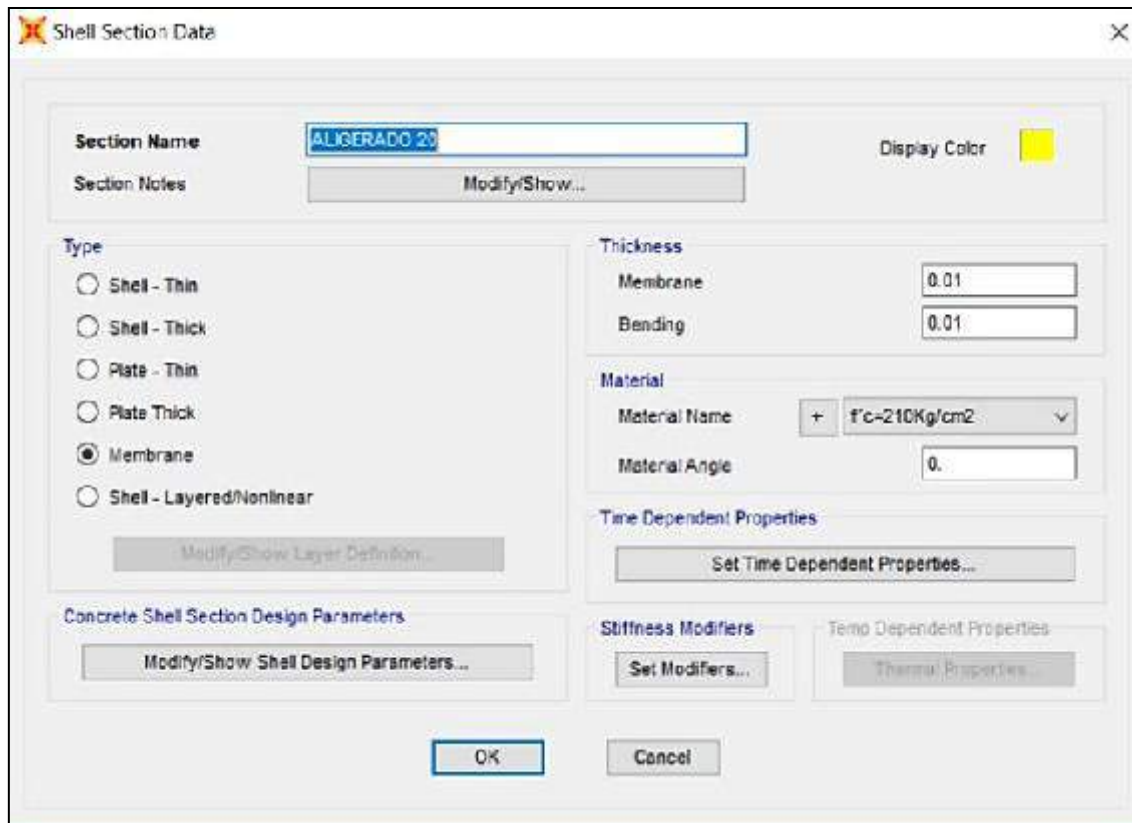 Shell Section Data
Section Name
ALIGERADO 20
Display Color
Section Notes
Modify/Show...
Type
Shell - Thin
Shell - Thick
Plate - Thin
Plate Thick
Membrane
Shell - Layered/Nonlinear
Modify/Show Layer Definition...
Thickness
Membrane
0.01
Bending
0.01
Material
Material Name
+
f'c=210Kg/cm2
Material Angle
0.
Time Dependent Properties
Set Time Dependent Properties...
Concrete Shell Section Design Parameters
Modify/Show Shell Design Parameters...
Stiffness Modifiers
Set Modifiers...
Temp Dependent Properties
Thermal Properties...
OK
Cancel